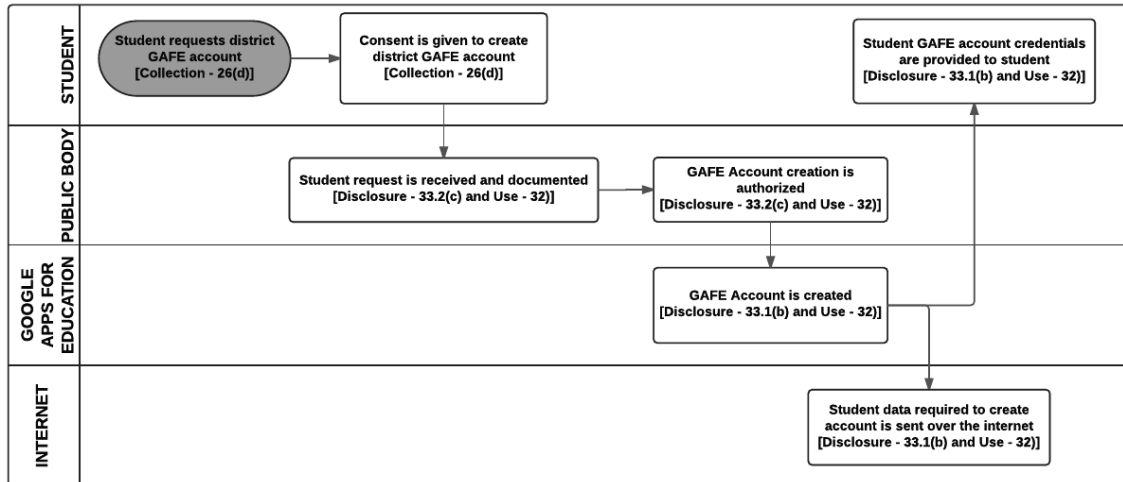 STUDENT
Student requests district
GAFE account
[Collection - 26(d)]
Consent is given to create
district GAFE account
[Collection - 26(d)]
Student GAFE account credentials
are provided to student
[Disclosure - 33.1(b) and Use - 32)]
PUBLIC BODY
Student request is received and documented
[Disclosure - 33.2(c) and Use - 32)]
GAFE Account creation is
authorized
[Disclosure - 33.2(c) and Use - 32)]
GOOGLE
APPS FOR
EDUCATION
GAFE Account is created
[Disclosure - 33.1(b) and Use - 32)]
INTERNET
Student data required to create
account is sent over the internet
[Disclosure - 33.1(b) and Use - 32)]